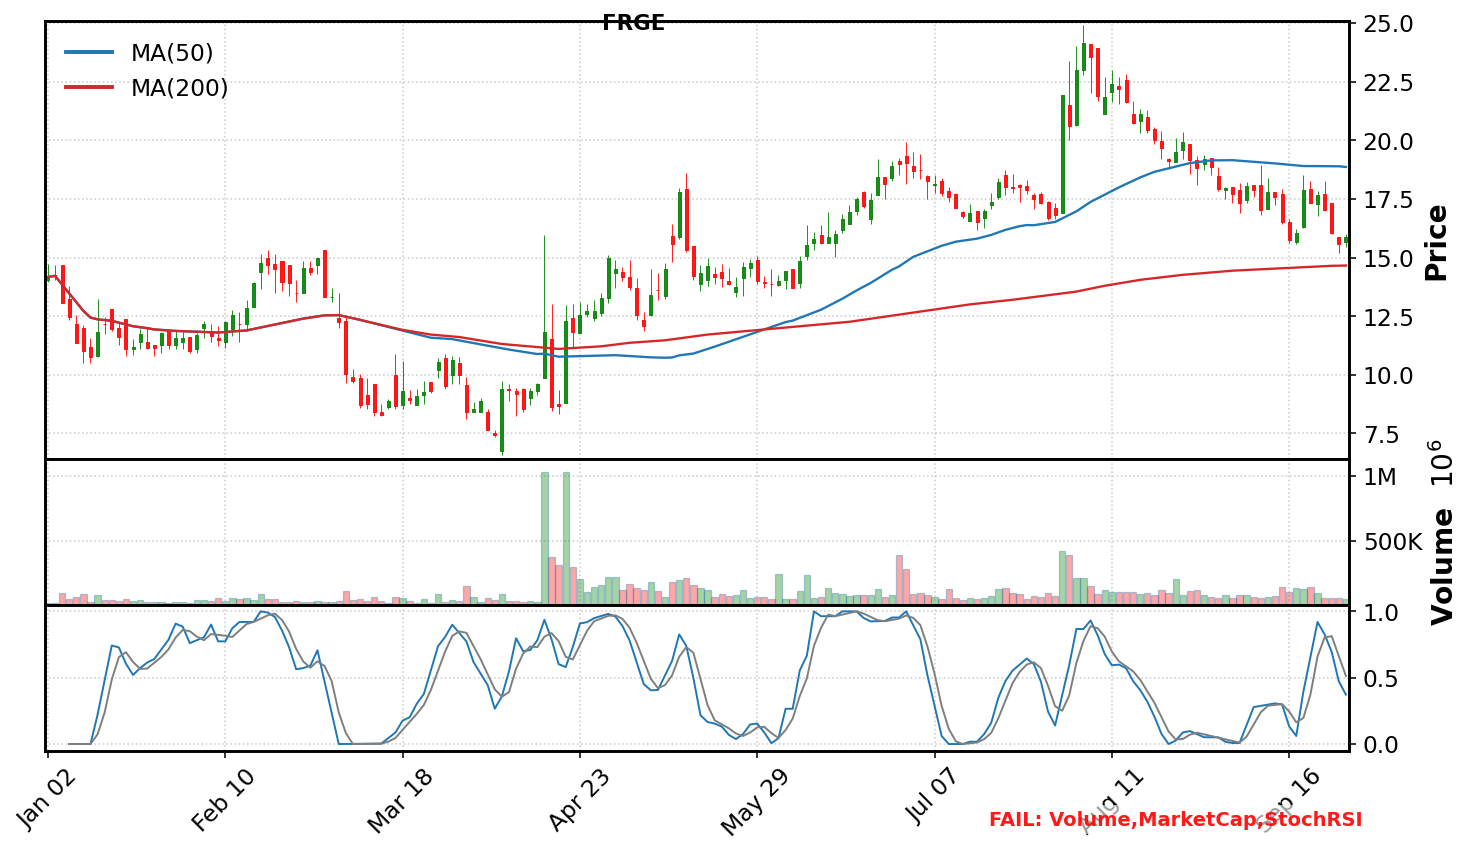 FRGE
MA(50)
MA(200)
25.0
22.5
20.0
17.5
15.0
12.5
10.0
7.5
Price
1M
500K
Volume 10⁶
1.0
0.5
0.0
Jan 02
Feb 10
Mar 18
Apr 23
May 29
Jul 07
Aug 11
Sep 16
FAIL: Volume,MarketCap,StochRSI